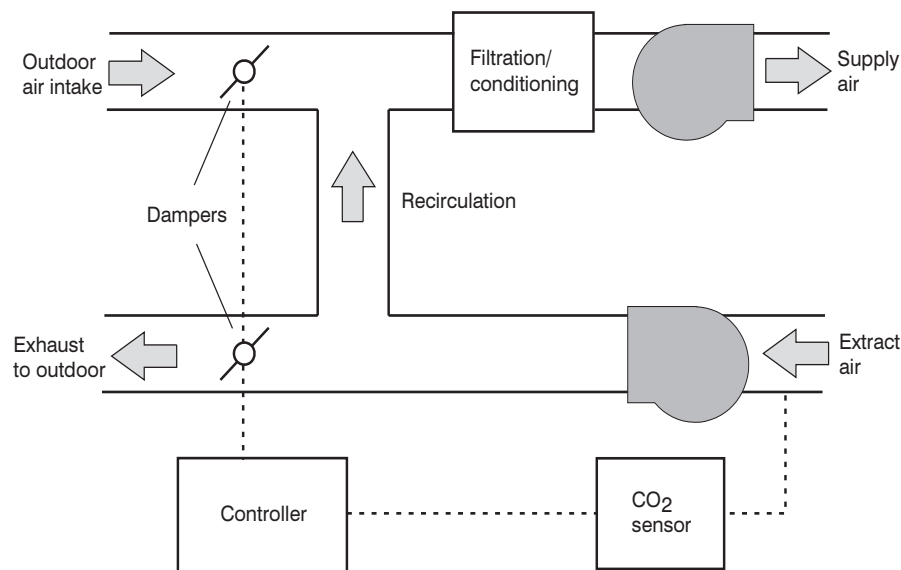 Outdoor
air intake
Filtration/
conditioning
Supply
air
Dampers
Recirculation
Exhaust
to outdoor
Extract
air
Controller
CO2
sensor